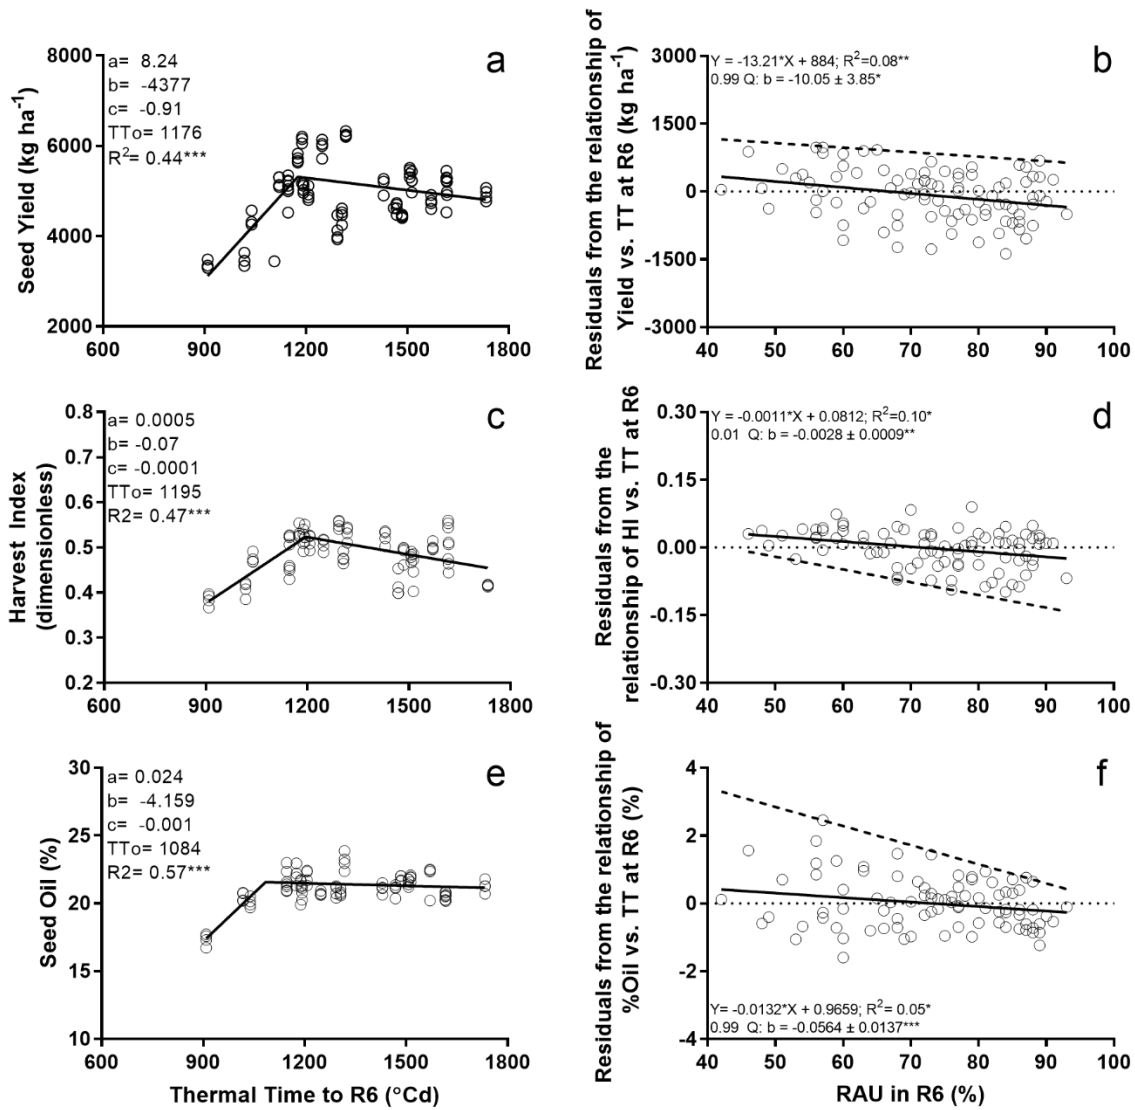 a
8000
6000
4000
2000
600
900
1200
1500
1800
Seed Yield (kg ha-1)
a= 8.24
b= -4377
c= -0.91
TTo= 1176
R2= 0.44***
b
3000
1500
0
-1500
-3000
40
50
60
70
80
90
100
Residuals from the relationship of
Yield vs. TT at R6 (kg ha-1)
Y = -13.21*X + 884; R2=0.08**
0.99 Q: b = -10.05 ± 3.85*
c
0.8
0.7
0.6
0.5
0.4
0.3
0.2
600
900
1200
1500
1800
Harvest Index
(dimensionless)
a= 0.0005
b= -0.07
c= -0.0001
TTo= 1195
R2= 0.47***
d
0.30
0.15
0.00
-0.15
-0.30
40
50
60
70
80
90
100
Residuals from the
relationship of HI vs. TT at R6
Y = -0.0011*X + 0.0812; R2=0.10*
0.01 Q: b = -0.0028 ± 0.0009**
e
30
25
20
15
10
600
900
1200
1500
1800
Seed Oil (%)
a= 0.024
b= -4.159
c= -0.001
TTo= 1084
R2= 0.57***
Thermal Time to R6 (°Cd)
f
4
2
0
-2
-4
40
50
60
70
80
90
100
Residuals from the relationship of
%Oil vs. TT at R6 (%)
Y= -0.0132*X + 0.9659; R2= 0.05*
0.99 Q: b = -0.0564 ± 0.0137***
RAU in R6 (%)